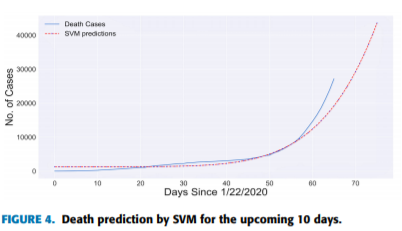 Death Cases
SVM predictions
40000
30000
20000
10000
0
No. of Cases
0 10 20 30 40 50 60 70
Days Since 1/22/2020
FIGURE 4. Death prediction by SVM for the upcoming 10 days.